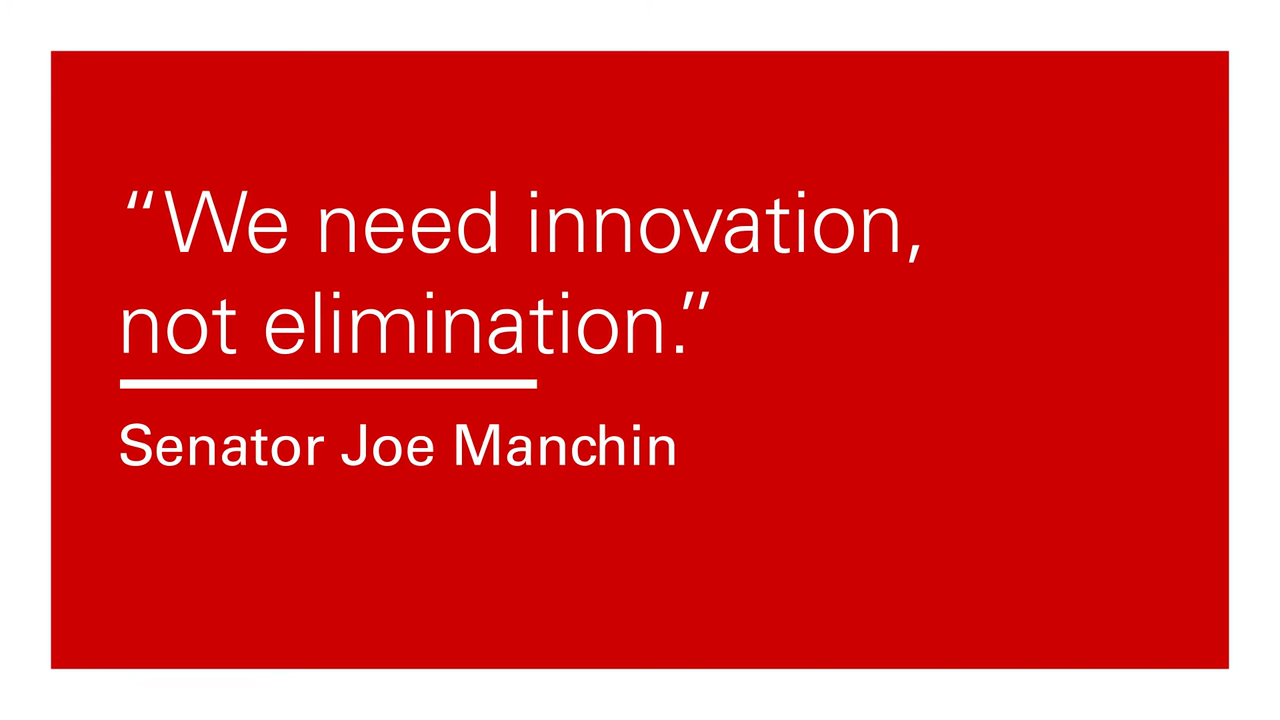 “We need innovation,
not elimination.”
Senator Joe Manchin